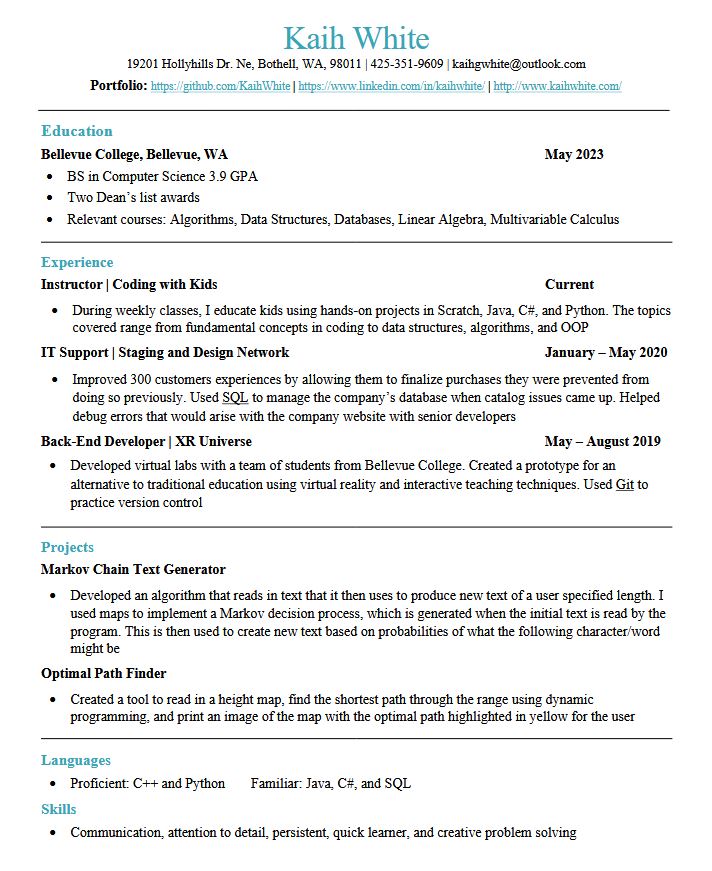 Kaih White
19201 Hollyhills Dr. Ne, Bothell, WA, 98011 | 425-351-9609 | kaihgwhite@outlook.com
Portfolio: https://github.com/KaihWhite | https://www.linkedin.com/in/kaihwhite/ | http://www.kaihwhite.com/
Education
Bellevue College, Bellevue, WA May 2023
• BS in Computer Science 3.9 GPA
• Two Dean’s list awards
• Relevant courses: Algorithms, Data Structures, Databases, Linear Algebra, Multivariable Calculus
Experience
Instructor | Coding with Kids Current
• During weekly classes, I educate kids using hands-on projects in Scratch, Java, C#, and Python. The topics
covered range from fundamental concepts in coding to data structures, algorithms, and OOP
IT Support | Staging and Design Network January – May 2020
• Improved 300 customers experiences by allowing them to finalize purchases they were prevented from
doing so previously. Used SQL to manage the company’s database when catalog issues came up. Helped
debug errors that would arise with the company website with senior developers
Back-End Developer | XR Universe May – August 2019
• Developed virtual labs with a team of students from Bellevue College. Created a prototype for an
alternative to traditional education using virtual reality and interactive teaching techniques. Used Git to
practice version control
Projects
Markov Chain Text Generator
• Developed an algorithm that reads in text that it then uses to produce new text of a user specified length. I
used maps to implement a Markov decision process, which is generated when the initial text is read by the
program. This is then used to create new text based on probabilities of what the following character/word
might be
Optimal Path Finder
• Created a tool to read in a height map, find the shortest path through the range using dynamic
programming, and print an image of the map with the optimal path highlighted in yellow for the user
Languages
• Proficient: C++ and Python Familiar: Java, C#, and SQL
Skills
• Communication, attention to detail, persistent, quick learner, and creative problem solving